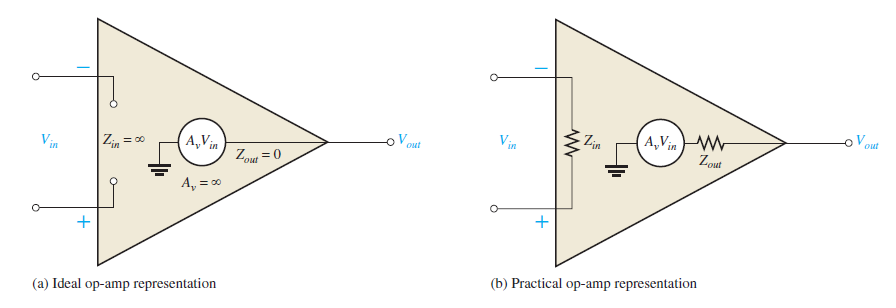 −
V_in
Z_in = ∞
A_vV_in
Z_out = 0
A_v = ∞
V_out
+
(a) Ideal op-amp representation
−
V_in
Z_in
A_vV_in
Z_out
V_out
+
(b) Practical op-amp representation